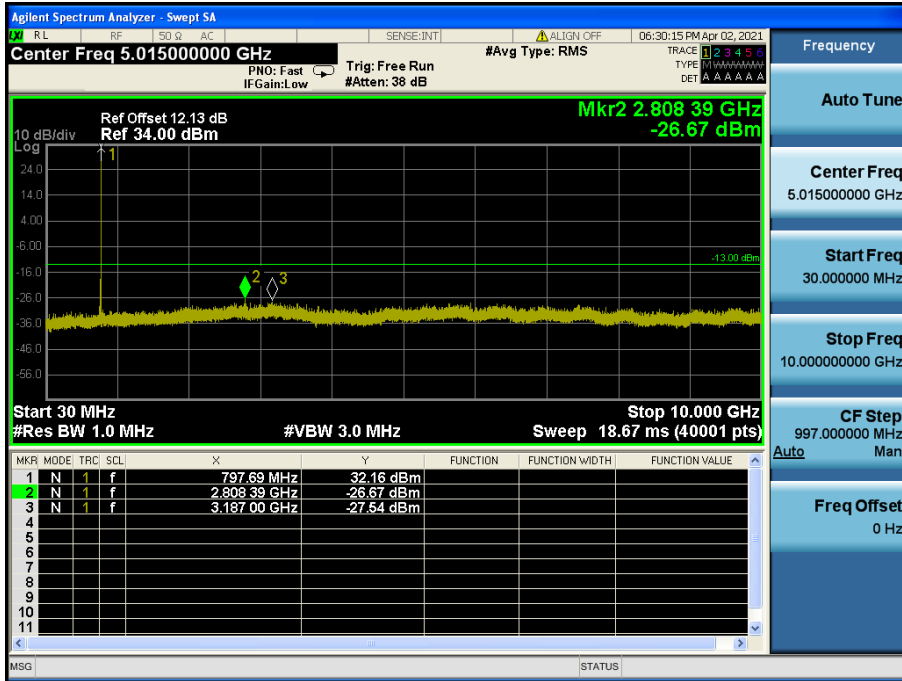 Agilent Spectrum Analyzer - Swept SA
LXI RL RF 50 Ω AC SENSE:INT ALIGN OFF 06:30:15 PM Apr 02, 2021
Center Freq 5.015000000 GHz #Avg Type: RMS TRACE 1 2 3 4 5 6
PNO: Fast Trig: Free Run TYPE M WWWWW
IFGain:Low #Atten: 38 dB DET A A A A A A
Frequency
Auto Tune
Center Freq
5.015000000 GHz
Start Freq
30.000000 MHz
Stop Freq
10.000000000 GHz
CF Step
997.000000 MHz
Auto Man
Freq Offset
0 Hz
Mkr2 2.808 39 GHz
-26.67 dBm
Ref Offset 12.13 dB
10 dB/div Ref 34.00 dBm
Log
1
24.0
14.0
4.00
-6.00
-13.00 dBm
-16.0
2 3
-26.0
-36.0
-46.0
-56.0
Start 30 MHz Stop 10.000 GHz
#Res BW 1.0 MHz #VBW 3.0 MHz Sweep 18.67 ms (40001 pts)
MKR MODE TRC SCL X Y FUNCTION FUNCTION WIDTH FUNCTION VALUE
1 N 1 f 797.69 MHz 32.16 dBm
2 N 1 f 2.808 39 GHz -26.67 dBm
3 N 1 f 3.187 00 GHz -27.54 dBm
4
5
6
7
8
9
10
11
MSG STATUS